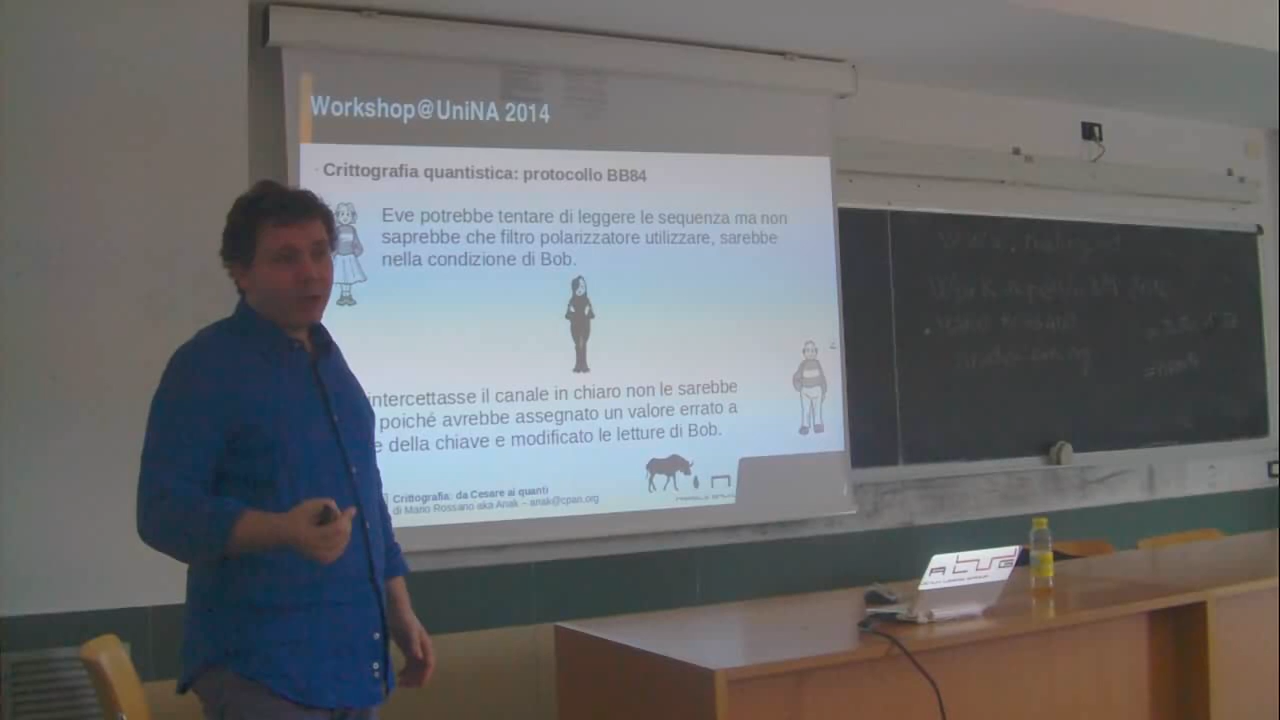 Workshop@UniNA 2014
Crittografia quantistica: protocollo BB84
Eve potrebbe tentare di leggere le sequenza ma non
saprebbe che filtro polarizzatore utilizzare, sarebbe
nella condizione di Bob.
intercettasse il canale in chiaro non le sarebbe
poiché avrebbe assegnato un valore errato a
e della chiave e modificato le letture di Bob.
Crittografia: da Cesare ai quanti
di Mario Rossano aka Anak – anak@cpan.org